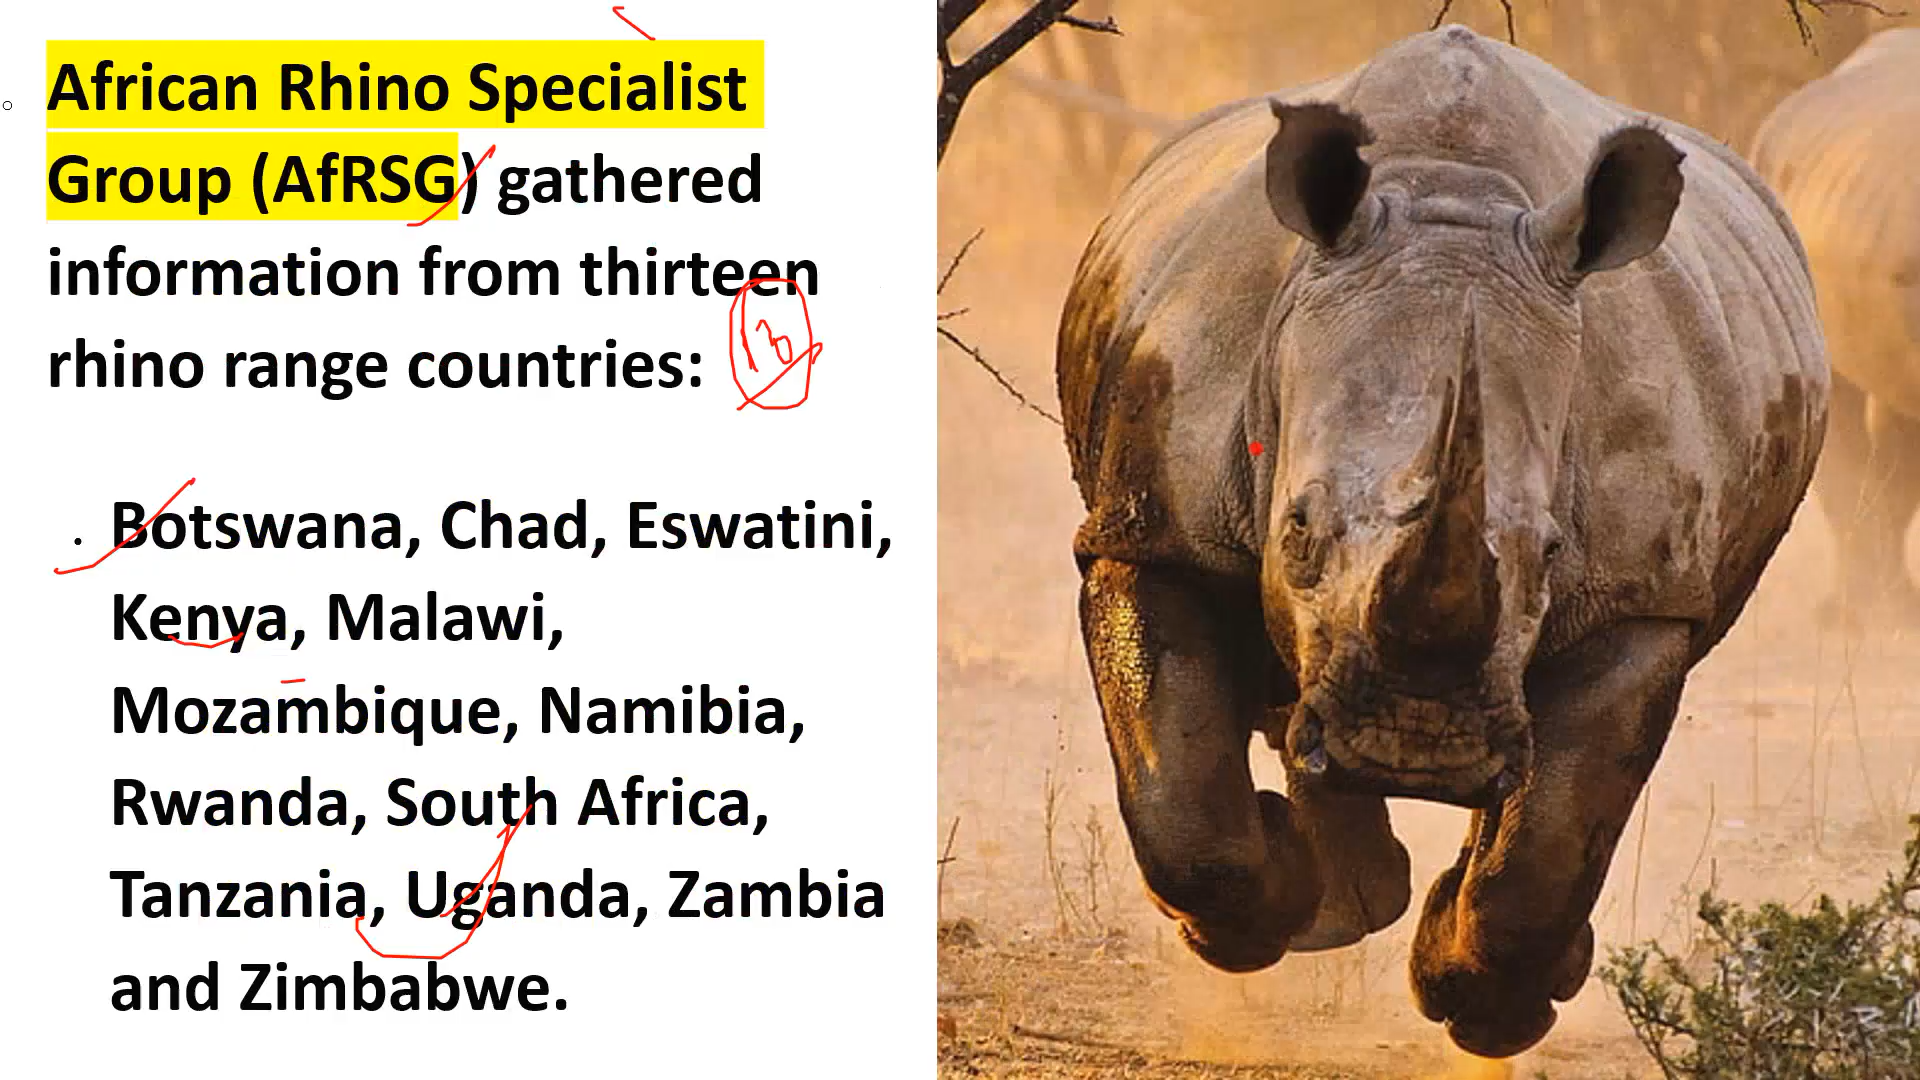 African Rhino Specialist
Group (AfRSG) gathered
information from thirteen
rhino range countries:
13
Botswana, Chad, Eswatini,
Kenya, Malawi,
Mozambique, Namibia,
Rwanda, South Africa,
Tanzania, Uganda, Zambia
and Zimbabwe.